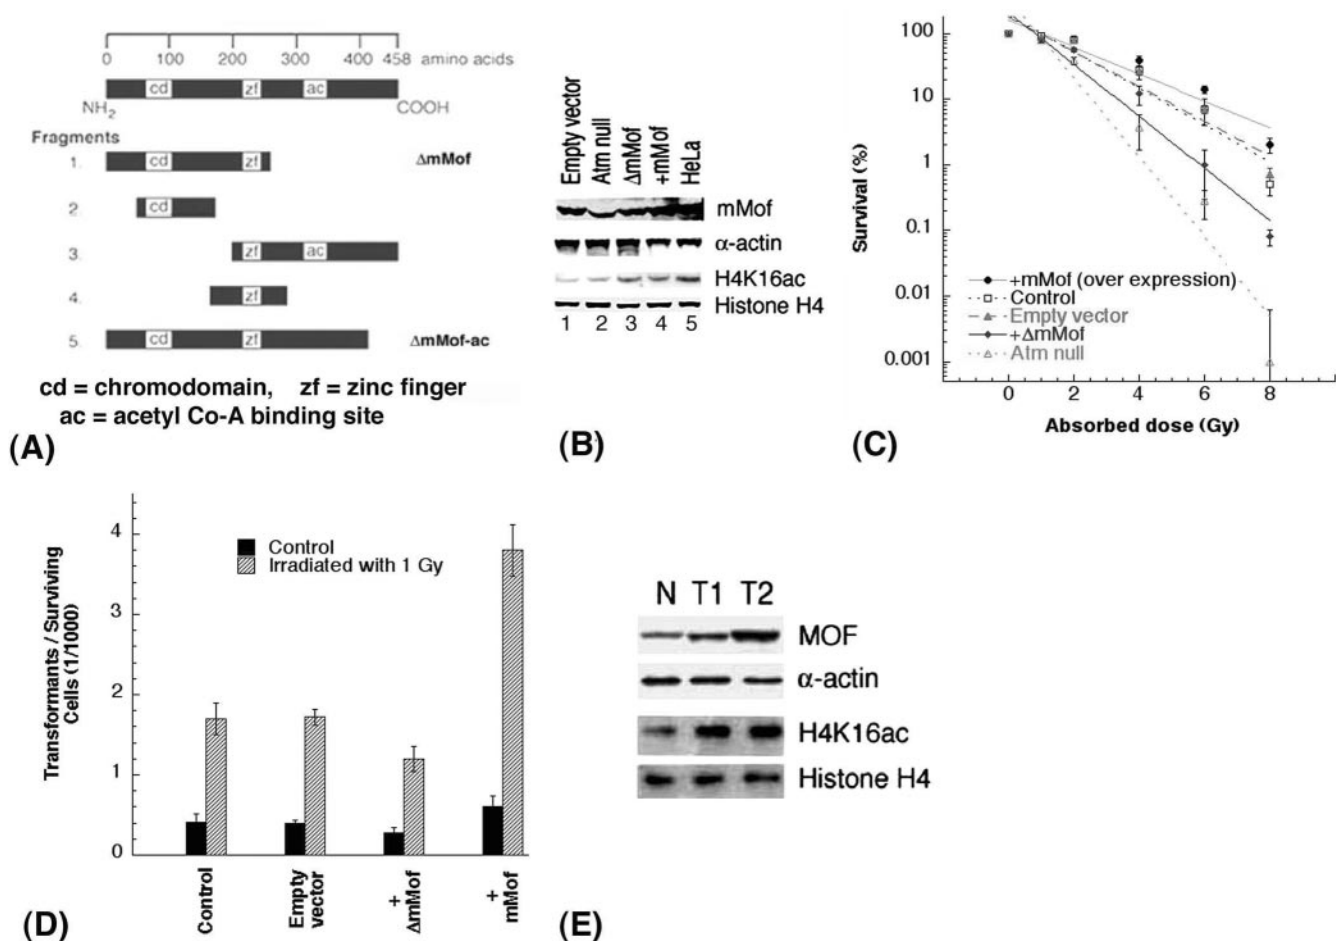 0 100 200 300 400 458 amino acids
cd zf ac
NH2 COOH
Fragments
1. cd zf ΔmMof
2. cd
3. zf ac
4. zf
5. cd zf ΔmMof-ac
cd = chromodomain, zf = zinc finger
ac = acetyl Co-A binding site
(A)
Empty vector
Atm null
ΔmMof
+mMof
HeLa
mMof
α-actin
H4K16ac
Histone H4
1 2 3 4 5
(B)
Survival (%)
100
10
1
0.1
0.01
0.001
+mMof (over expression)
Control
Empty vector
+ΔmMof
Atm null
0 2 4 6 8
Absorbed dose (Gy)
(C)
Transformants / Surviving
Cells (1/1000)
4
3
2
1
0
Control
Irradiated with 1 Gy
Control
Empty
vector
+
ΔmMof
+
mMof
(D)
N T1 T2
MOF
α-actin
H4K16ac
Histone H4
(E)